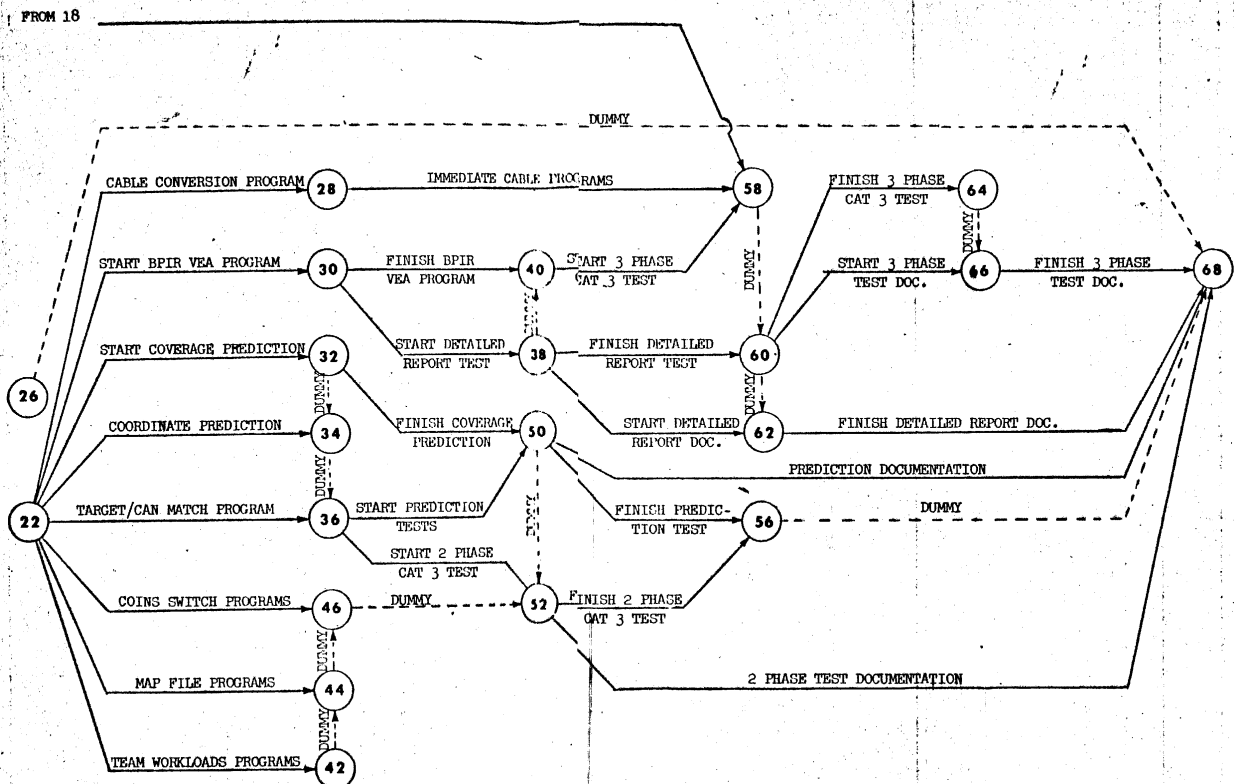 FROM 18
DUMMY
CABLE CONVERSION PROGRAM
28
IMMEDIATE CABLE PROGRAMS
58
FINISH 3 PHASE
CAT 3 TEST
64
DUMMY
START BPIR VEA PROGRAM
30
FINISH BPIR
VEA PROGRAM
40
START 3 PHASE
CAT 3 TEST
DUMMY
START 3 PHASE
TEST DOC.
66
FINISH 3 PHASE
TEST DOC.
68
DUMMY
START COVERAGE PREDICTION
32
START DETAILED
REPORT TEST
38
FINISH DETAILED
REPORT TEST
60
26
DUMMY
DUMMY
COORDINATE PREDICTION
34
FINISH COVERAGE
PREDICTION
50
START DETAILED
REPORT DOC.
62
FINISH DETAILED REPORT DOC.
PREDICTION DOCUMENTATION
DUMMY
22
TARGET/CAN MATCH PROGRAM
36
START PREDICTION
TESTS
DUMMY
FINISH PREDIC-
TION TEST
56
DUMMY
START 2 PHASE
CAT 3 TEST
COINS SWITCH PROGRAMS
46
DUMMY
52
FINISH 2 PHASE
CAT 3 TEST
DUMMY
MAP FILE PROGRAMS
44
2 PHASE TEST DOCUMENTATION
DUMMY
TEAM WORKLOADS PROGRAMS
42